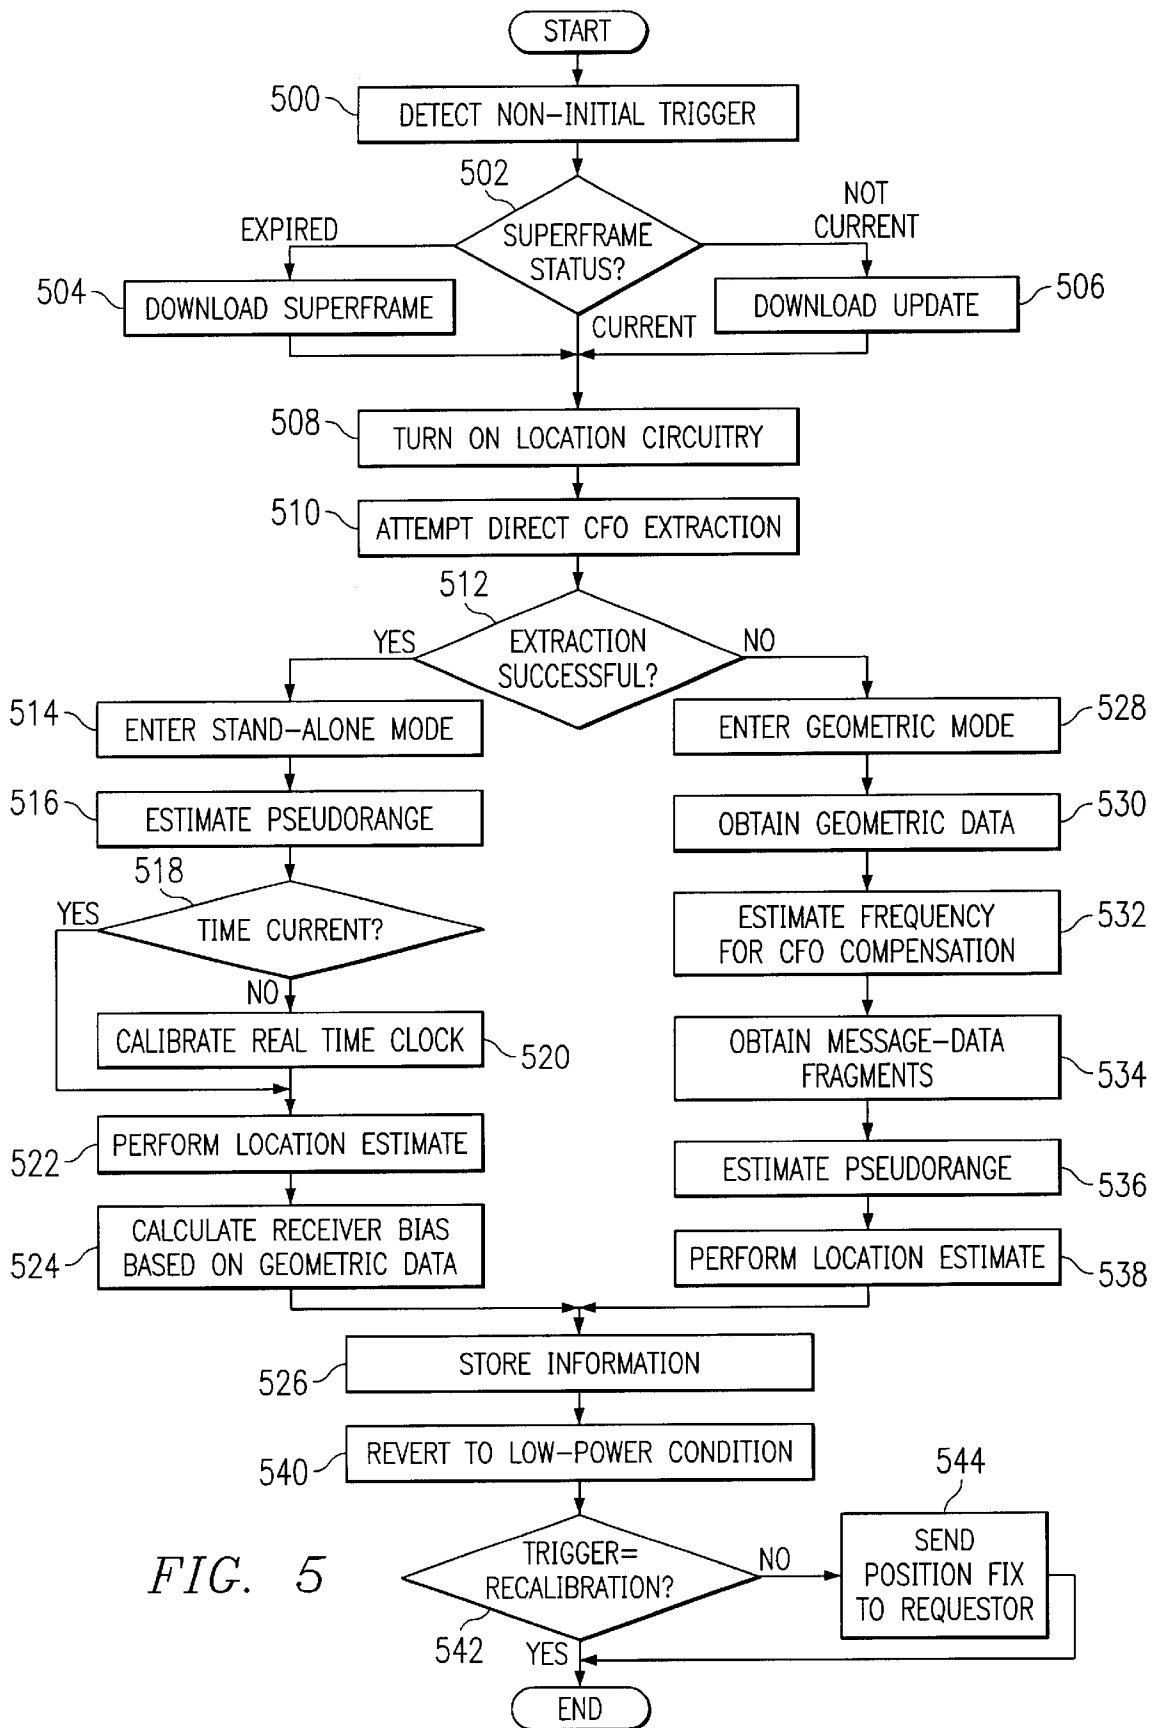 START
500
DETECT NON-INITIAL TRIGGER
502
SUPERFRAME
STATUS?
EXPIRED
NOT
CURRENT
504
DOWNLOAD SUPERFRAME
CURRENT
DOWNLOAD UPDATE
506
508
TURN ON LOCATION CIRCUITRY
510
ATTEMPT DIRECT CFO EXTRACTION
512
EXTRACTION
SUCCESSFUL?
YES
NO
514
ENTER STAND-ALONE MODE
516
ESTIMATE PSEUDORANGE
518
TIME CURRENT?
YES
NO
CALIBRATE REAL TIME CLOCK
520
522
PERFORM LOCATION ESTIMATE
524
CALCULATE RECEIVER BIAS
BASED ON GEOMETRIC DATA
ENTER GEOMETRIC MODE
528
OBTAIN GEOMETRIC DATA
530
ESTIMATE FREQUENCY
FOR CFO COMPENSATION
532
OBTAIN MESSAGE-DATA
FRAGMENTS
534
ESTIMATE PSEUDORANGE
536
PERFORM LOCATION ESTIMATE
538
526
STORE INFORMATION
540
REVERT TO LOW-POWER CONDITION
TRIGGER=
RECALIBRATION?
542
NO
YES
544
SEND
POSITION FIX
TO REQUESTOR
END
FIG. 5